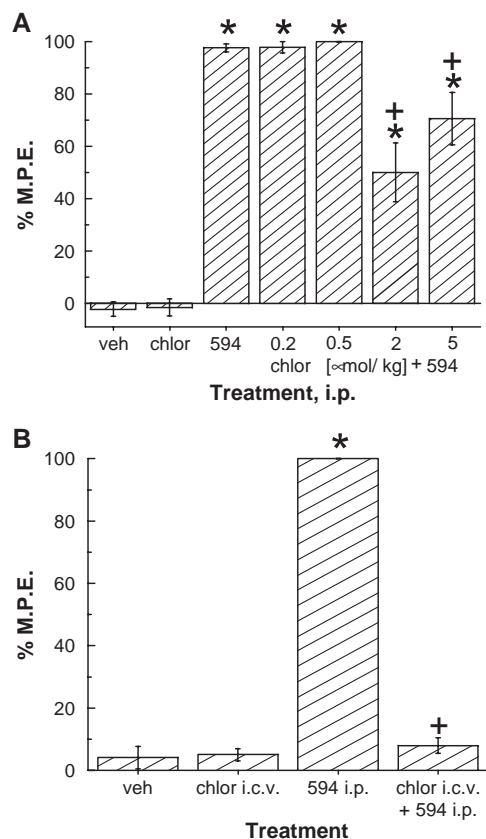 A
% M.P.E.
100
80
60
40
20
0
* * * + * + *
veh chlor 594 0.2 0.5 2 5
chlor [∝mol/ kg] + 594
Treatment, i.p.
B
% M.P.E.
100
80
60
40
20
0
* +
veh chlor i.c.v. 594 i.p. chlor i.c.v.
+ 594 i.p.
Treatment